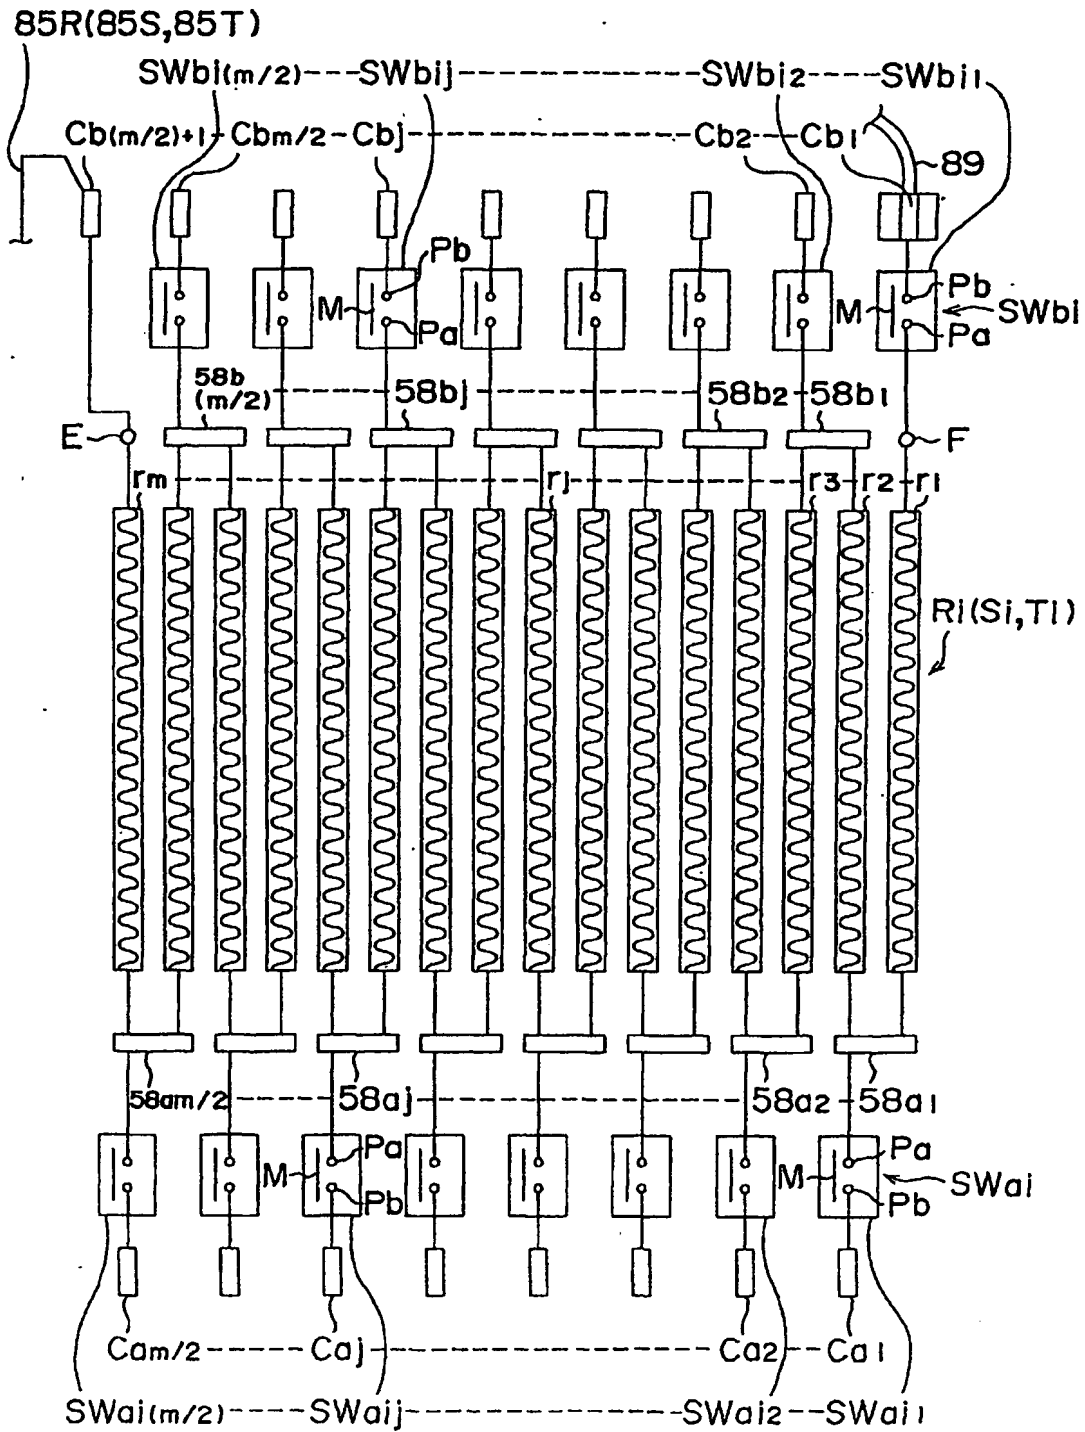 85R(85S,85T)
SWbi(m/2)---SWbij---SWbi2---SWbi1
Cb(m/2)+1-Cbm/2-Cbj---Cb2--Cb1
89
Pb
M
Pa
Pb
M
Pa
SWbi
58b(m/2)---58bj---58b2-58b1
E
F
rm---rj---r3-r2-r1
Ri(Si,Ti)
58am/2---58aj---58a2-58a1
Pa
M
Pb
Pa
M
Pb
SWai
Cam/2---Caj---Ca2--Ca1
SWai(m/2)---SWaij---SWai2--SWai1